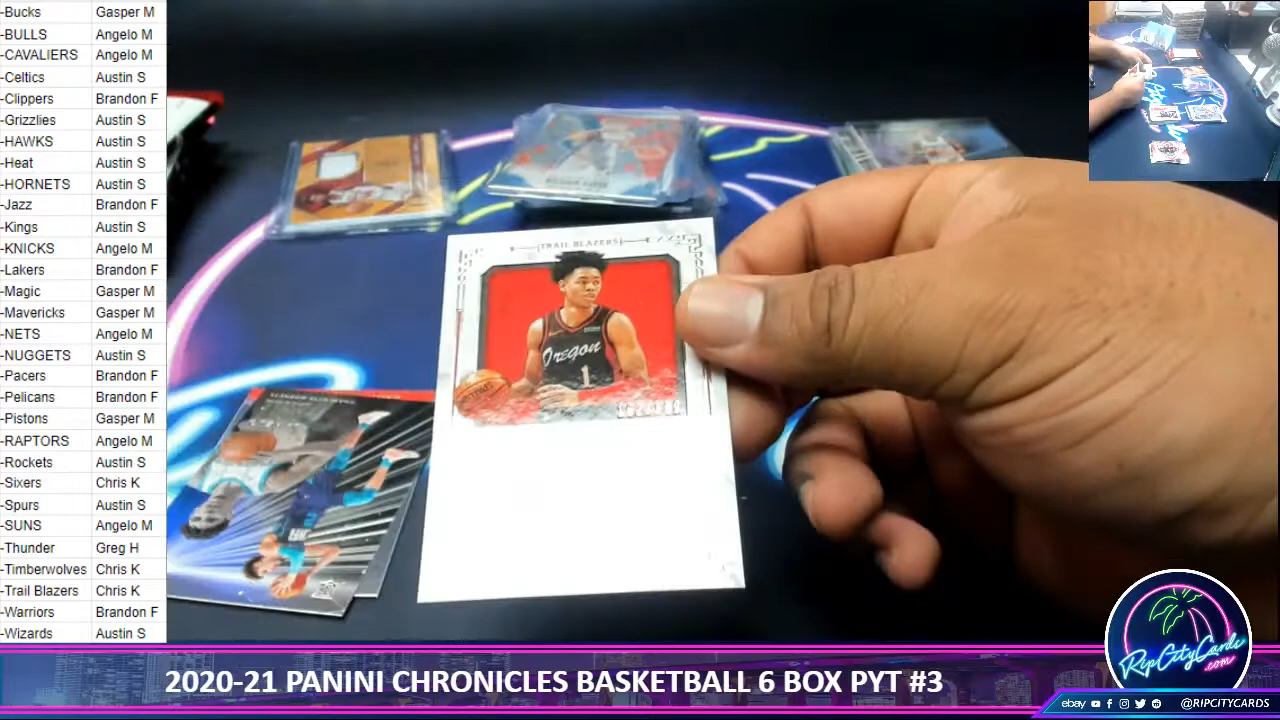 -Bucks Gasper M
-BULLS Angelo M
-CAVALIERS Angelo M
-Celtics Austin S
-Clippers Brandon F
-Grizzlies Austin S
-HAWKS Austin S
-Heat Austin S
-HORNETS Austin S
-Jazz Brandon F
-Kings Austin S
-KNICKS Angelo M
-Lakers Brandon F
-Magic Gasper M
-Mavericks Gasper M
-NETS Angelo M
-NUGGETS Austin S
-Pacers Brandon F
-Pelicans Brandon F
-Pistons Gasper M
-RAPTORS Angelo M
-Rockets Austin S
-Sixers Chris K
-Spurs Austin S
-SUNS Angelo M
-Thunder Greg H
-Timberwolves Chris K
-Trail Blazers Chris K
-Warriors Brandon F
-Wizards Austin S
TRAIL BLAZERS
Oregon
1
RipCityCards
.com
2020-21 PANINI CHRONICLES BASKETBALL 6 BOX PYT #3
ebay @RIPCITYCARDS